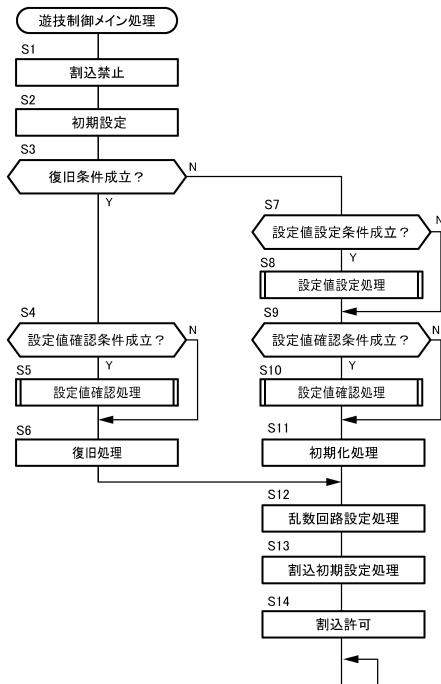 遊技制御メイン処理
S1
割込禁止
S2
初期設定
S3
復旧条件成立?
N
Y
S7
設定値設定条件成立?
N
Y
S8
設定値設定処理
S4
設定値確認条件成立?
N
Y
S5
設定値確認処理
S9
設定値確認条件成立?
N
Y
S10
設定値確認処理
S6
復旧処理
S11
初期化処理
S12
乱数回路設定処理
S13
割込初期設定処理
S14
割込許可